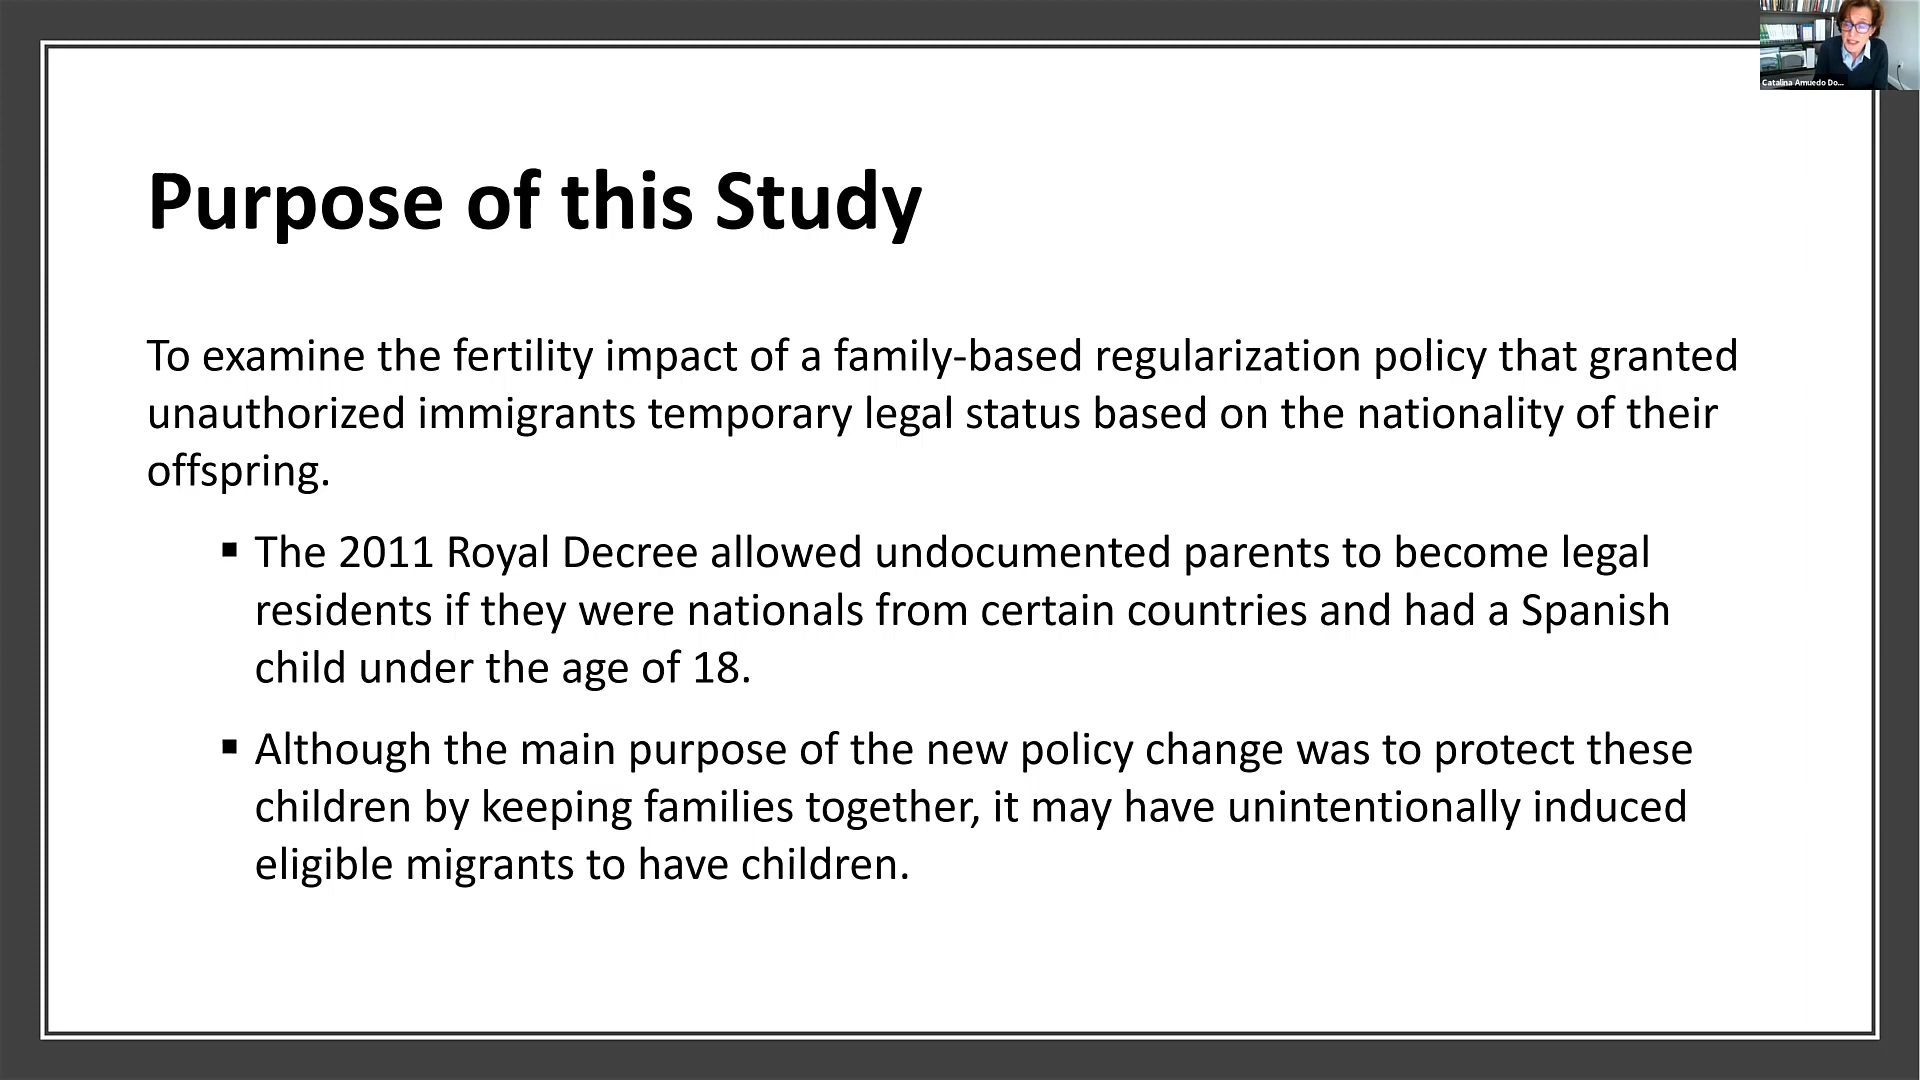 Catalina Amuedo Do...
Purpose of this Study
To examine the fertility impact of a family-based regularization policy that granted
unauthorized immigrants temporary legal status based on the nationality of their
offspring.
▪ The 2011 Royal Decree allowed undocumented parents to become legal
residents if they were nationals from certain countries and had a Spanish
child under the age of 18.
▪ Although the main purpose of the new policy change was to protect these
children by keeping families together, it may have unintentionally induced
eligible migrants to have children.